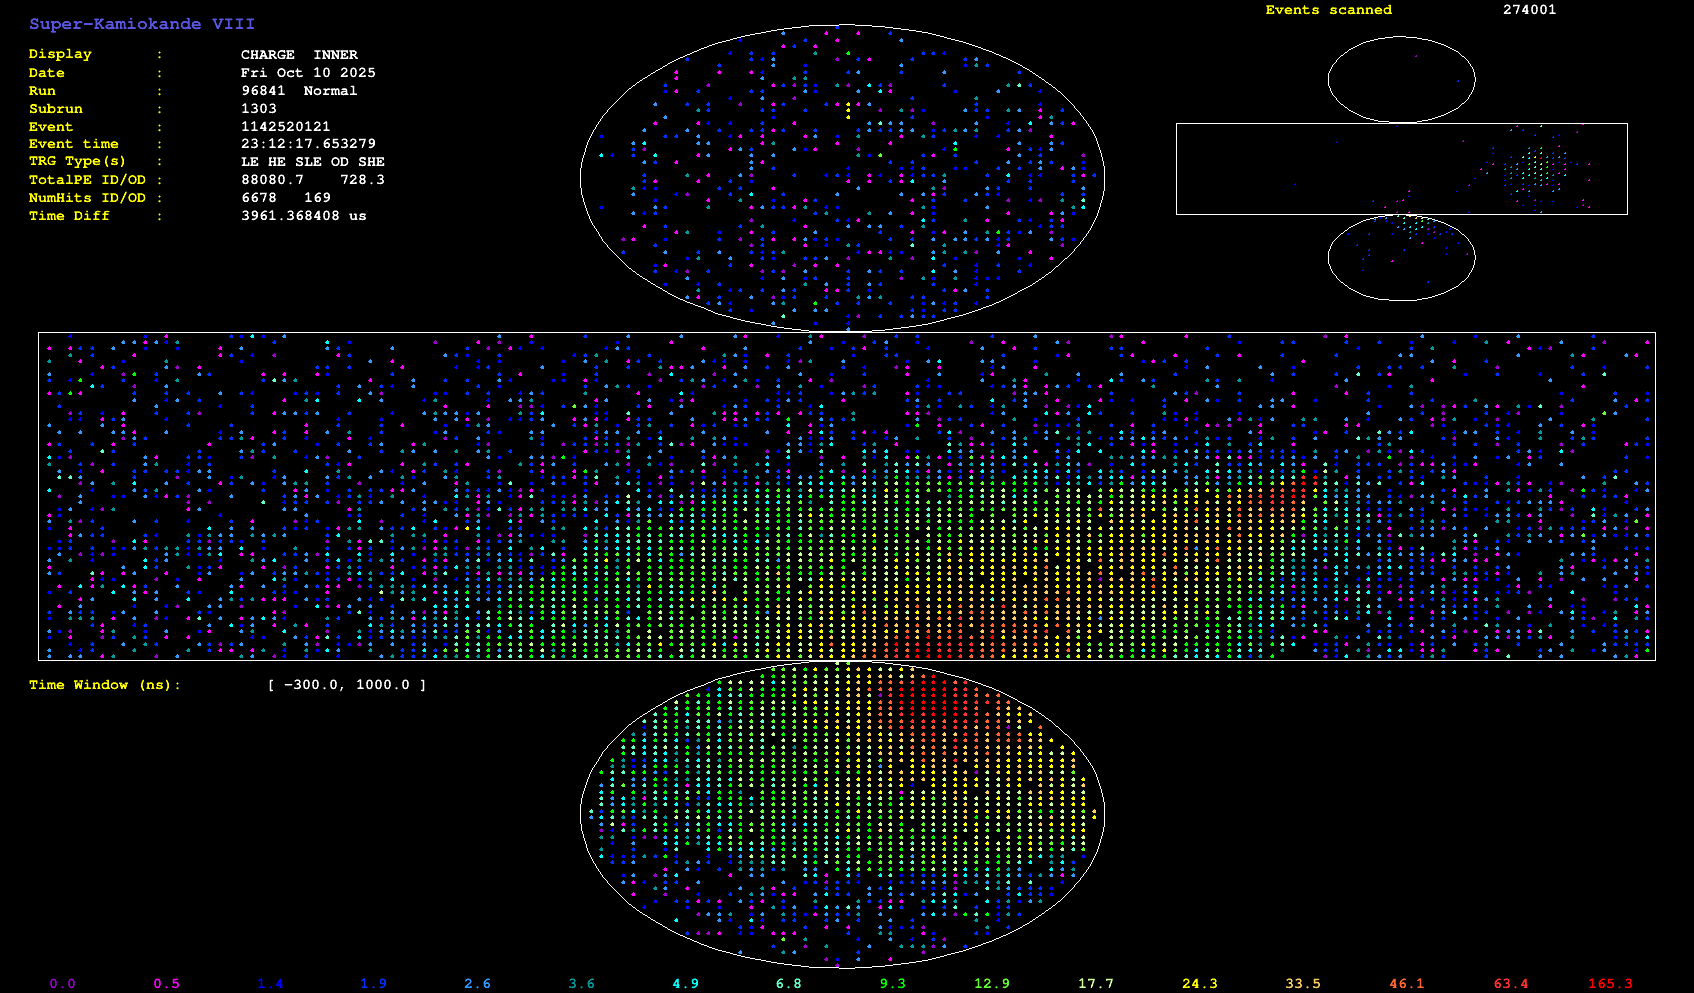 Super-Kamiokande VIII
Events scanned 274001
Display : CHARGE INNER
Date : Fri Oct 10 2025
Run : 96841 Normal
Subrun : 1303
Event : 1142520121
Event time : 23:12:17.653279
TRG Type(s) : LE HE SLE OD SHE
TotalPE ID/OD : 88080.7 728.3
NumHits ID/OD : 6678 169
Time Diff : 3961.368408 us
Time Window (ns): [ -300.0, 1000.0 ]
0.0 0.5 1.4 1.9 2.6 3.6 4.9 6.8 9.3 12.9 17.7 24.3 33.5 46.1 63.4 165.3